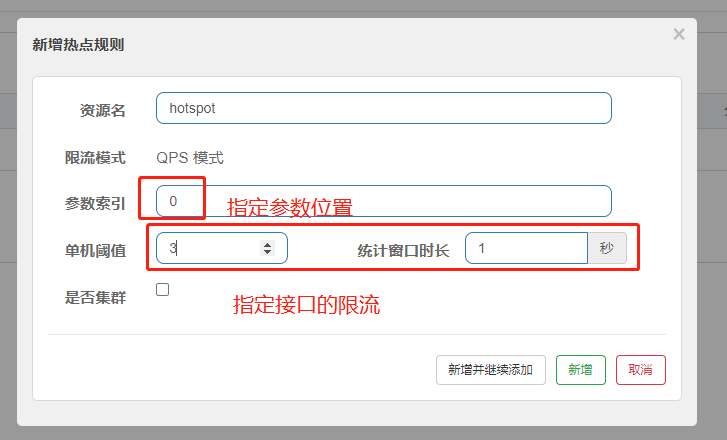 新增热点规则
×
资源名 hotspot
限流模式 QPS 模式
参数索引 0 指定参数位置
单机阈值 3 统计窗口时长 1 秒
是否集群
指定接口的限流
新增并继续添加 新增 取消